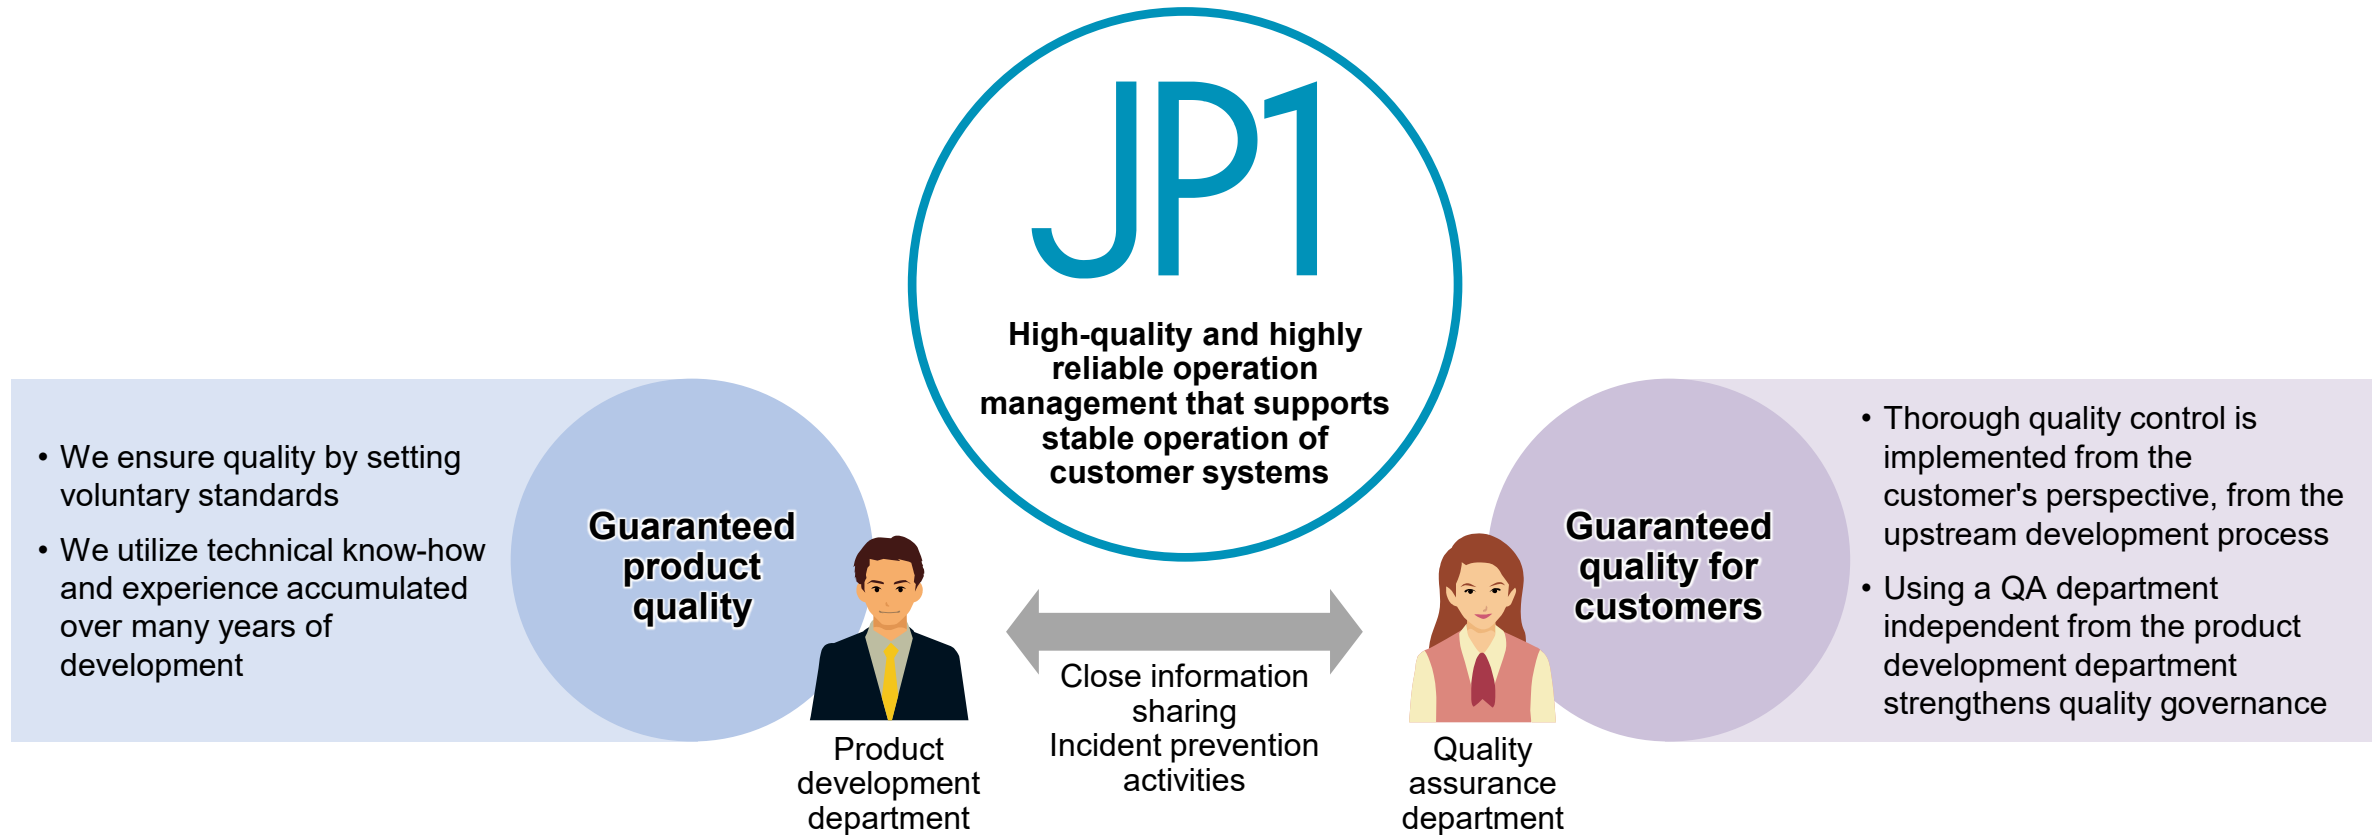 JP1
High-quality and highly
reliable operation
management that supports
stable operation of
customer systems
• We ensure quality by setting
voluntary standards
• We utilize technical know-how
and experience accumulated
over many years of
development
Guaranteed
product
quality
Product
development
department
Close information
sharing
Incident prevention
activities
Quality
assurance
department
Guaranteed
quality for
customers
• Thorough quality control is
implemented from the
customer's perspective, from the
upstream development process
• Using a QA department
independent from the product
development department
strengthens quality governance